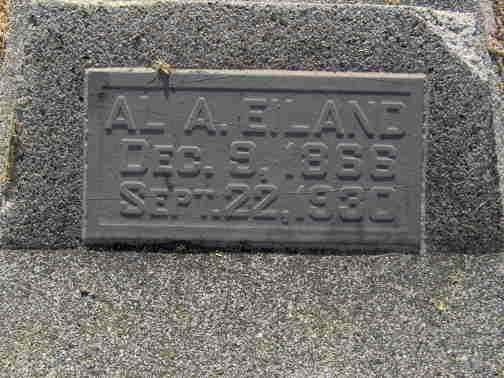 AL A. EILAND
DEC. 9, 1868
SEPT. 22, 1930